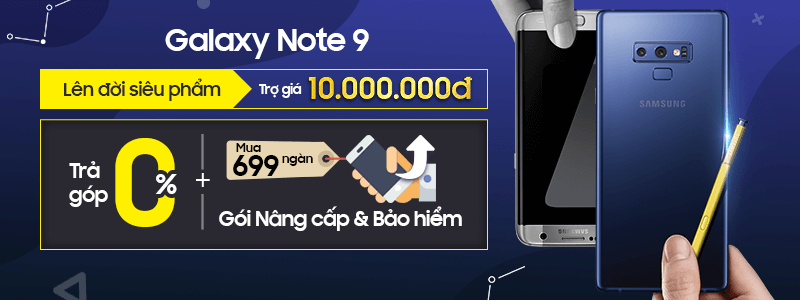 Galaxy Note 9
Lên đời siêu phẩm
Trợ giá 10.000.000đ
Trả góp 0%
+
Mua 699 ngàn
Gói Nâng cấp & Bảo hiểm
SAMSUNG
SAMSUNG